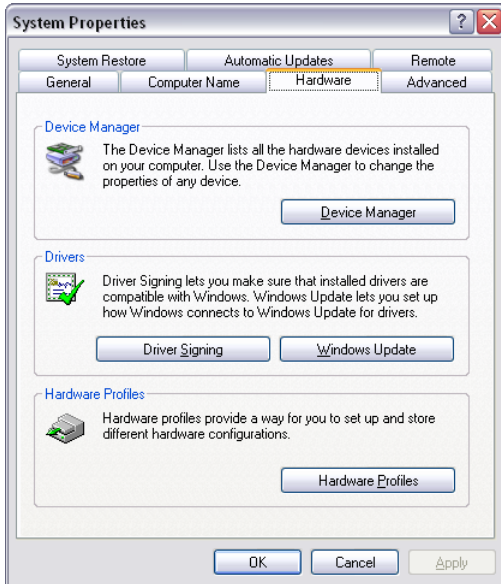 System Properties
System Restore
Automatic Updates
Remote
General
Computer Name
Hardware
Advanced
Device Manager
The Device Manager lists all the hardware devices installed
on your computer. Use the Device Manager to change the
properties of any device.
Device Manager
Drivers
Driver Signing lets you make sure that installed drivers are
compatible with Windows. Windows Update lets you set up
how Windows connects to Windows Update for drivers.
Driver Signing
Windows Update
Hardware Profiles
Hardware profiles provide a way for you to set up and store
different hardware configurations.
Hardware Profiles
OK
Cancel
Apply